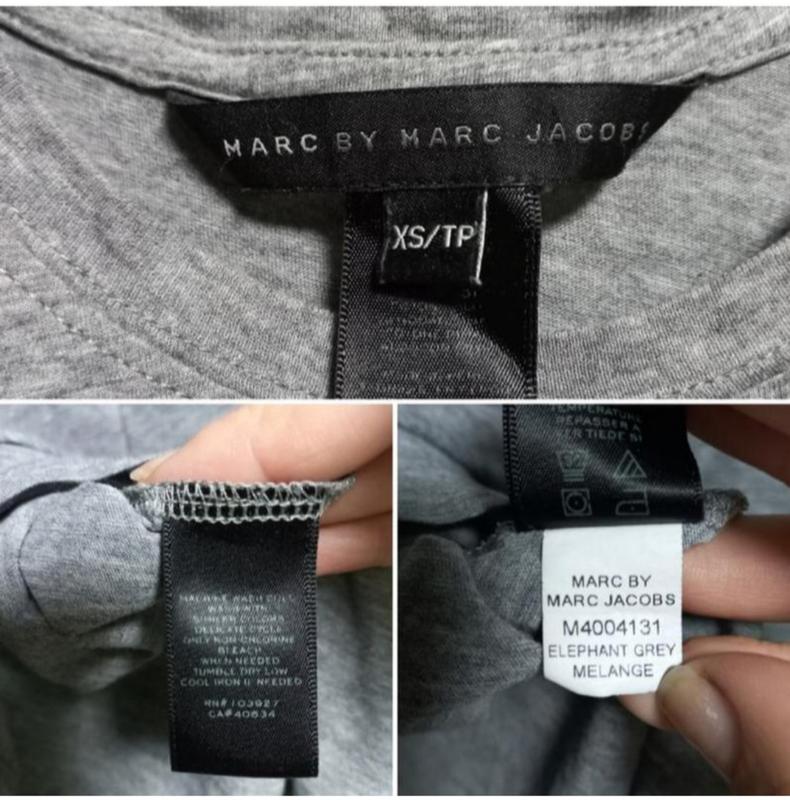 MARC BY MARC JACOBS
XS/TP
MACHINE WASH COLD
WASH WITH
SIMILAR COLORS
DELICATE CYCLE
ONLY NON-CHLORINE
BLEACH
WHEN NEEDED
TUMBLE DRY LOW
COOL IRON IF NEEDED
RN# 103927
CA#40634
TEMPERATURE
DEPASSER A
MARC BY
MARC JACOBS
M4004131
ELEPHANT GREY
MELANGE